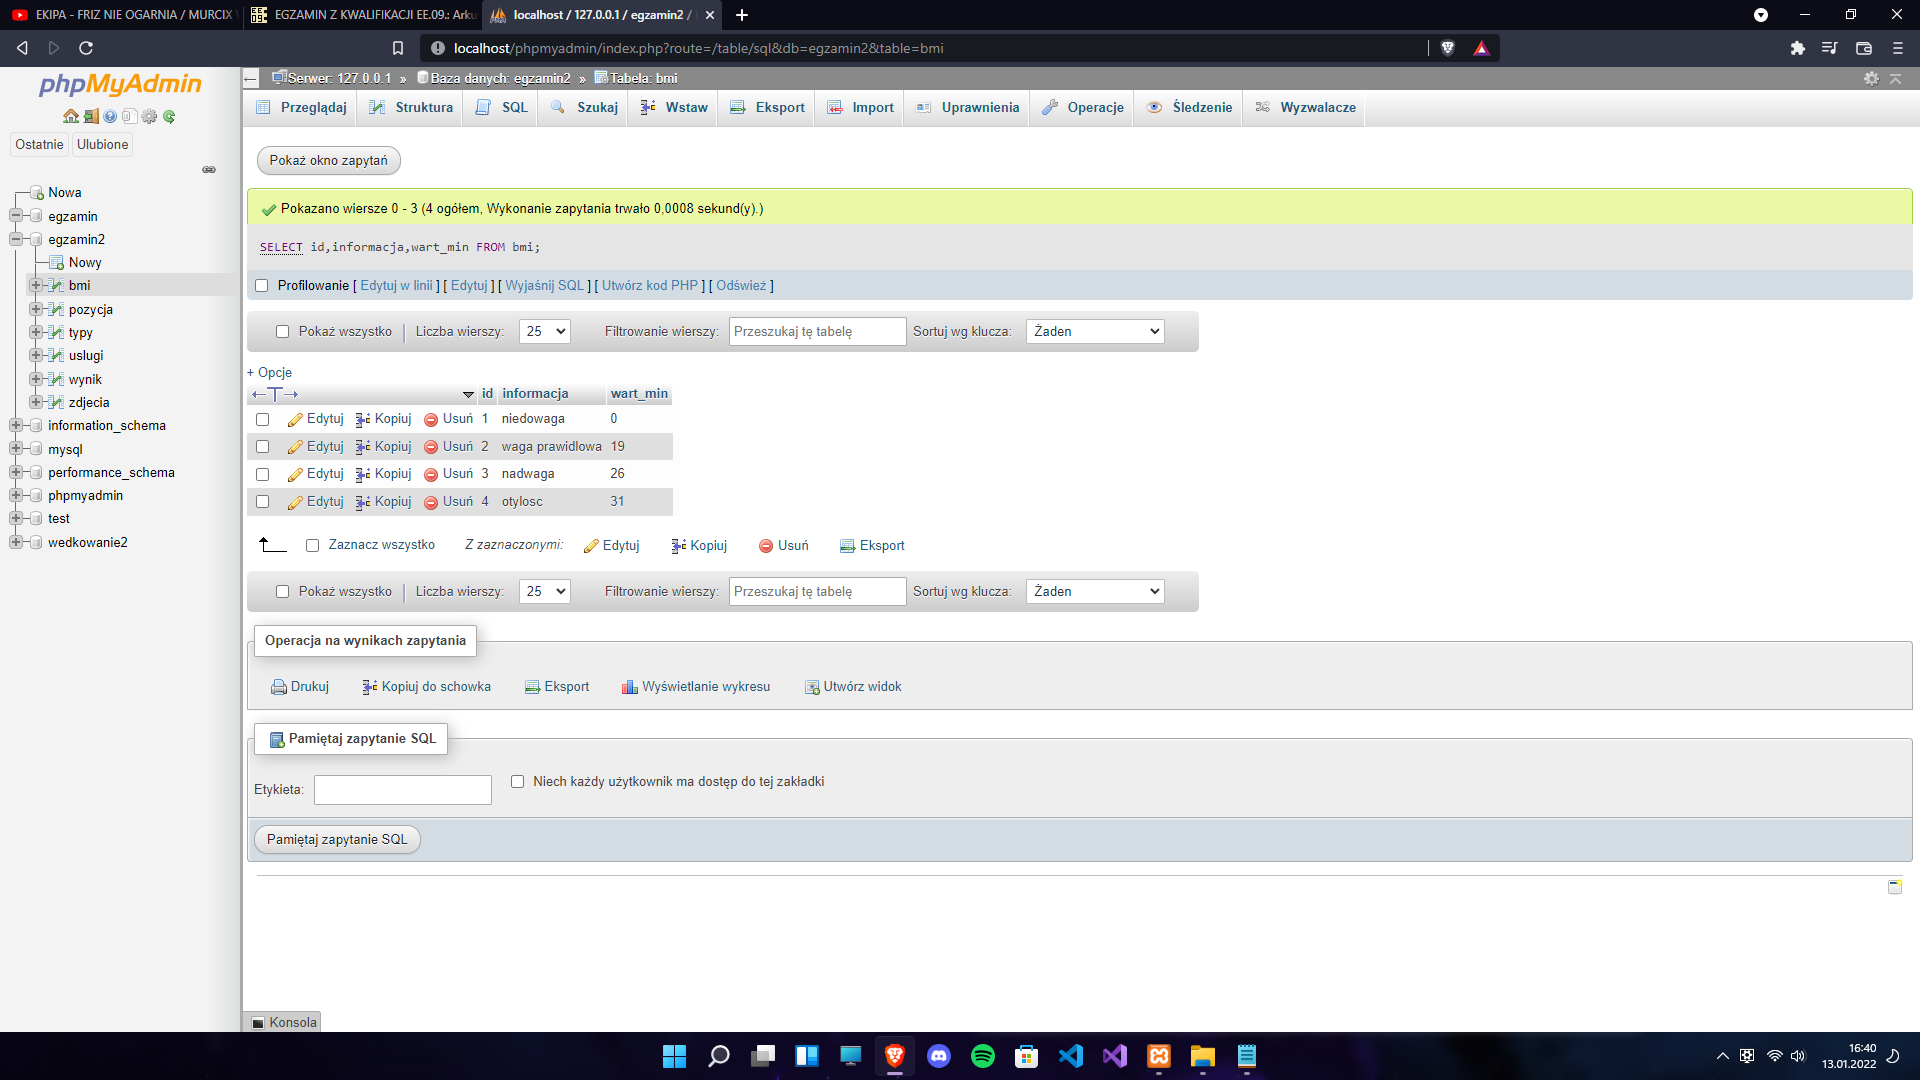 EKIPA - FRIZ NIE OGARNIA / MURCIX
EGZAMIN Z KWALIFIKACJI EE.09.: Arku
localhost / 127.0.0.1 / egzamin2 /
localhost/phpmyadmin/index.php?route=/table/sql&db=egzamin2&table=bmi
phpMyAdmin
Ostatnie Ulubione
Nowa
egzamin
egzamin2
Nowy
bmi
pozycja
typy
uslugi
wynik
zdjecia
information_schema
mysql
performance_schema
phpmyadmin
test
wedkowanie2
Serwer: 127.0.0.1 » Baza danych: egzamin2 » Tabela: bmi
Przeglądaj Struktura SQL Szukaj Wstaw Eksport Import Uprawnienia Operacje Śledzenie Wyzwalacze
Pokaż okno zapytań
Pokazano wiersze 0 - 3 (4 ogółem, Wykonanie zapytania trwało 0,0008 sekund(y).)
SELECT id,informacja,wart_min FROM bmi;
Profilowanie [ Edytuj w linii ] [ Edytuj ] [ Wyjaśnij SQL ] [ Utwórz kod PHP ] [ Odśwież ]
Pokaż wszystko | Liczba wierszy: 25 Filtrowanie wierszy: Przeszukaj tę tabelę Sortuj wg klucza: Żaden
+ Opcje
←T→ id informacja wart_min
Edytuj Kopiuj Usuń 1 niedowaga 0
Edytuj Kopiuj Usuń 2 waga prawidlowa 19
Edytuj Kopiuj Usuń 3 nadwaga 26
Edytuj Kopiuj Usuń 4 otylosc 31
Zaznacz wszystko Z zaznaczonymi: Edytuj Kopiuj Usuń Eksport
Pokaż wszystko | Liczba wierszy: 25 Filtrowanie wierszy: Przeszukaj tę tabelę Sortuj wg klucza: Żaden
Operacja na wynikach zapytania
Drukuj Kopiuj do schowka Eksport Wyświetlanie wykresu Utwórz widok
Pamiętaj zapytanie SQL
Etykieta: Niech każdy użytkownik ma dostęp do tej zakładki
Pamiętaj zapytanie SQL
Konsola
16:40
13.01.2022